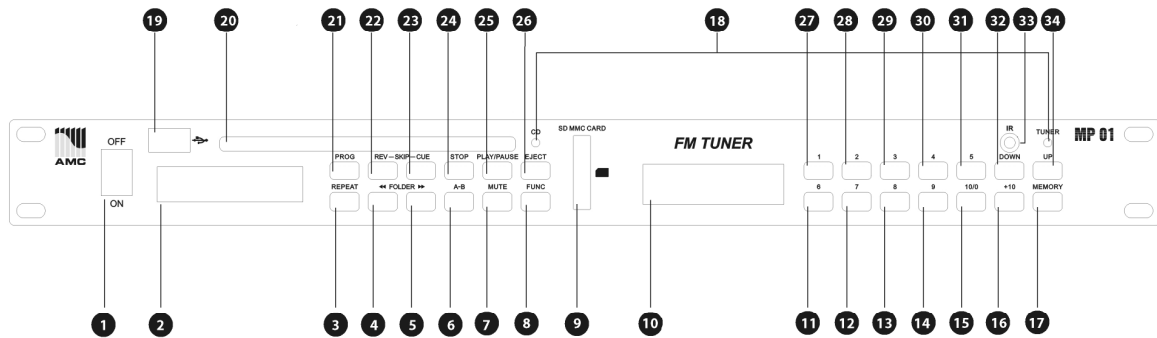 19 20 21 22 23 24 25 26 18 27 28 29 30 31 32 33 34
AMC
OFF
ON
CD
SD MMC CARD
FM TUNER
IR
TUNER
MP 01
PROG REV–SKIP–CUE STOP PLAY/PAUSE EJECT
REPEAT FOLDER A-B MUTE FUNC
1 2 3 4 5 DOWN UP
6 7 8 9 10/0 +10 MEMORY
1 2 3 4 5 6 7 8 9 10 11 12 13 14 15 16 17